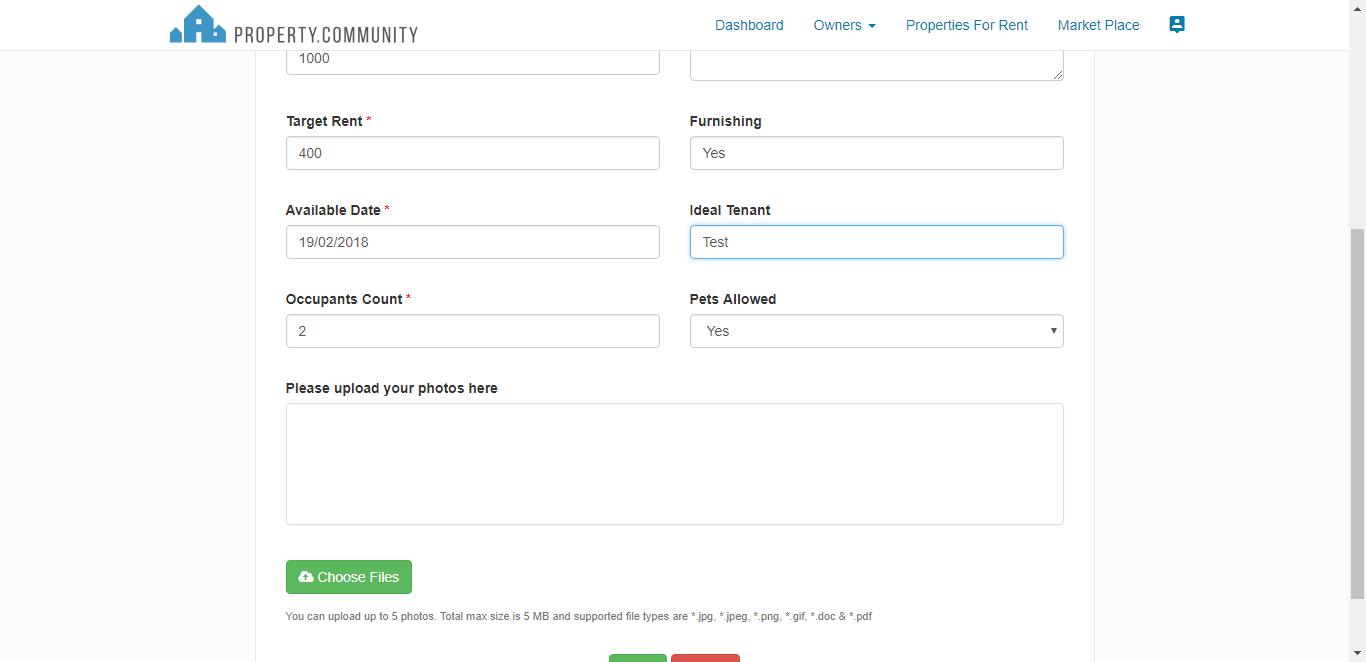 PROPERTY.COMMUNITY
Dashboard
Owners
Properties For Rent
Market Place
1000
Target Rent *
400
Furnishing
Yes
Available Date *
19/02/2018
Ideal Tenant
Test
Occupants Count *
2
Pets Allowed
Yes
Please upload your photos here
Choose Files
You can upload up to 5 photos. Total max size is 5 MB and supported file types are *.jpg, *.jpeg, *.png, *.gif, *.doc & *.pdf